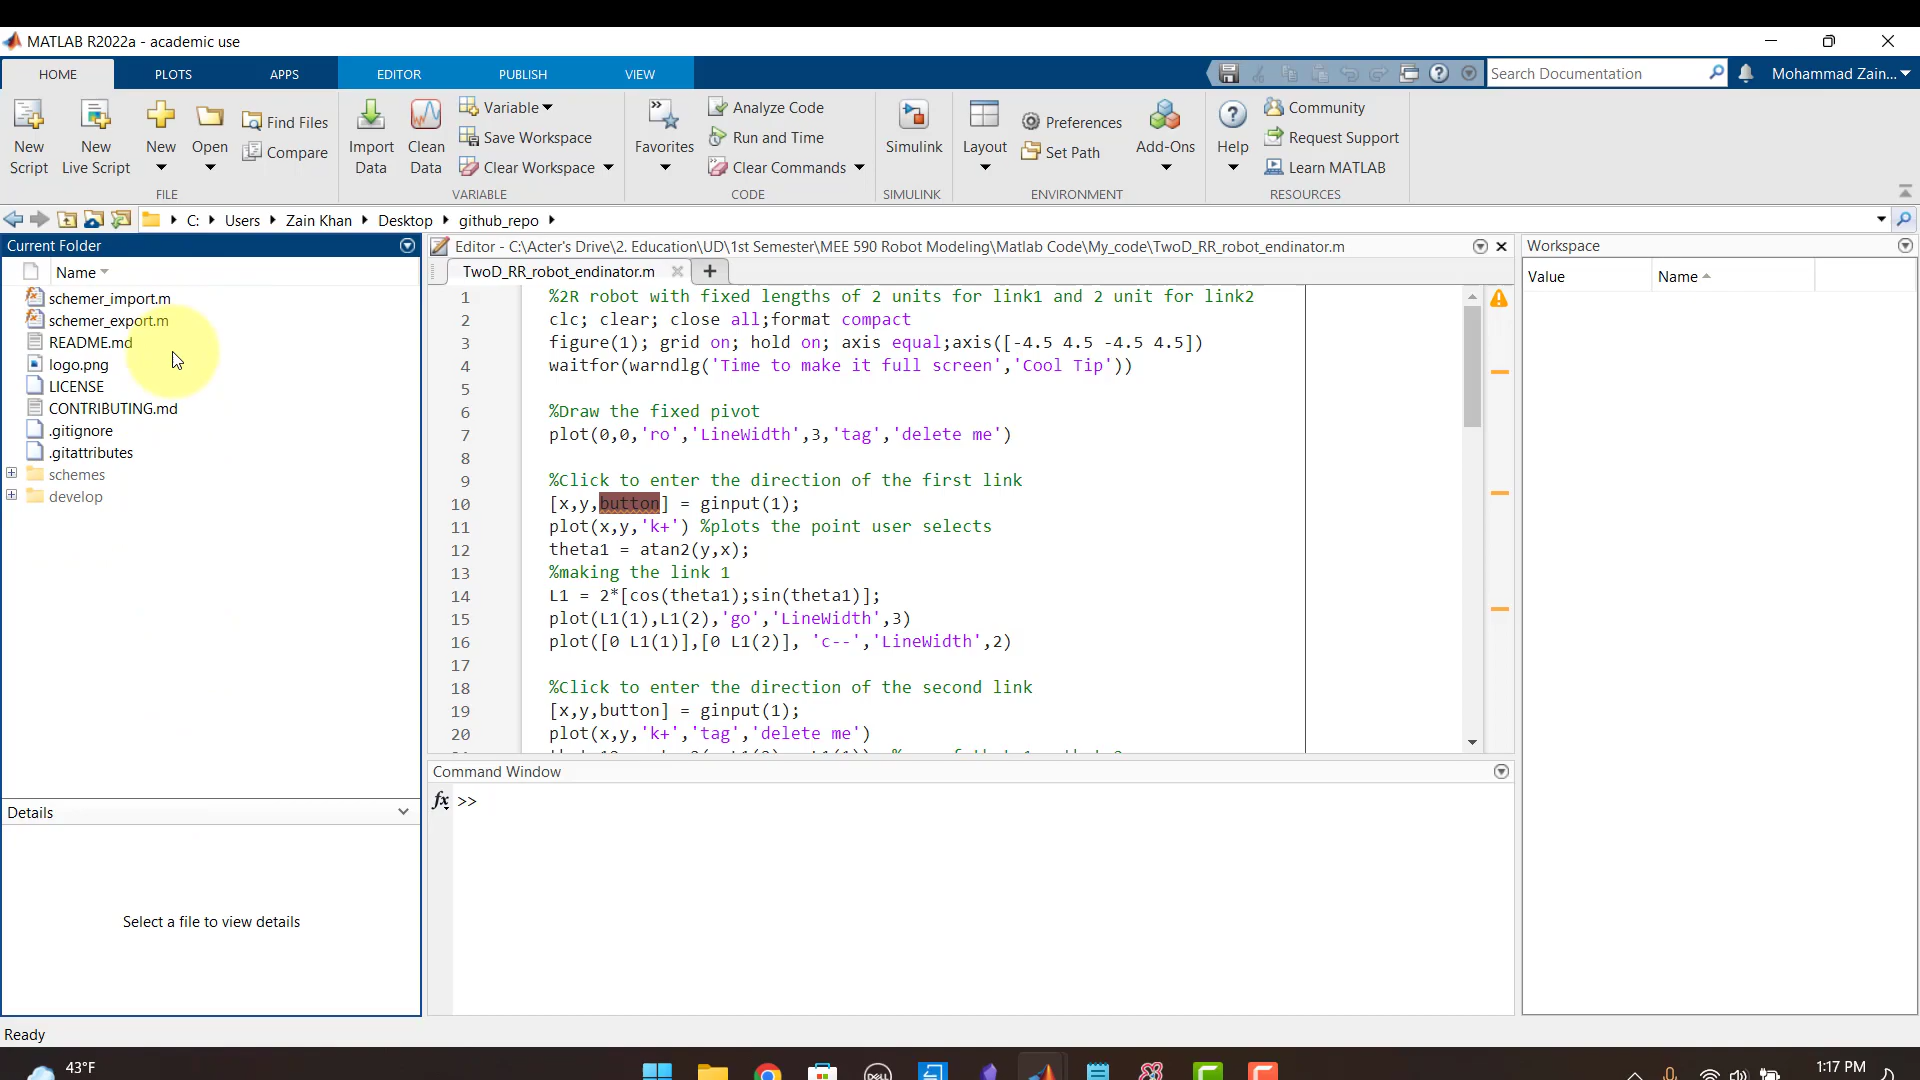 MATLAB R2022a - academic use
HOME PLOTS APPS EDITOR PUBLISH VIEW
Search Documentation
Mohammad Zain...
New Script
New Live Script
New
Open
Find Files
Compare
FILE
Import Data
Clean Data
Variable
Save Workspace
Clear Workspace
VARIABLE
Favorites
Analyze Code
Run and Time
Clear Commands
CODE
Simulink
SIMULINK
Layout
Preferences
Set Path
Add-Ons
ENVIRONMENT
Help
Community
Request Support
Learn MATLAB
RESOURCES
C: Users Zain Khan Desktop github_repo
Current Folder
Name
schemer_import.m
schemer_export.m
README.md
logo.png
LICENSE
CONTRIBUTING.md
.gitignore
.gitattributes
schemes
develop
Details
Select a file to view details
Editor - C:\Acter's Drive\2. Education\UD\1st Semester\MEE 590 Robot Modeling\Matlab Code\My_code\TwoD_RR_robot_endinator.m
TwoD_RR_robot_endinator.m
1 %2R robot with fixed lengths of 2 units for link1 and 2 unit for link2
2 clc; clear; close all;format compact
3 figure(1); grid on; hold on; axis equal;axis([-4.5 4.5 -4.5 4.5])
4 waitfor(warndlg('Time to make it full screen','Cool Tip'))
5
6 %Draw the fixed pivot
7 plot(0,0,'ro','LineWidth',3,'tag','delete me')
8
9 %Click to enter the direction of the first link
10 [x,y,button] = ginput(1);
11 plot(x,y,'k+') %plots the point user selects
12 theta1 = atan2(y,x);
13 %making the link 1
14 L1 = 2*[cos(theta1);sin(theta1)];
15 plot(L1(1),L1(2),'go','LineWidth',3)
16 plot([0 L1(1)],[0 L1(2)], 'c--','LineWidth',2)
17
18 %Click to enter the direction of the second link
19 [x,y,button] = ginput(1);
20 plot(x,y,'k+','tag','delete me')
Command Window
fx >>
Workspace
Value Name
Ready
43°F
DELL
1:17 PM